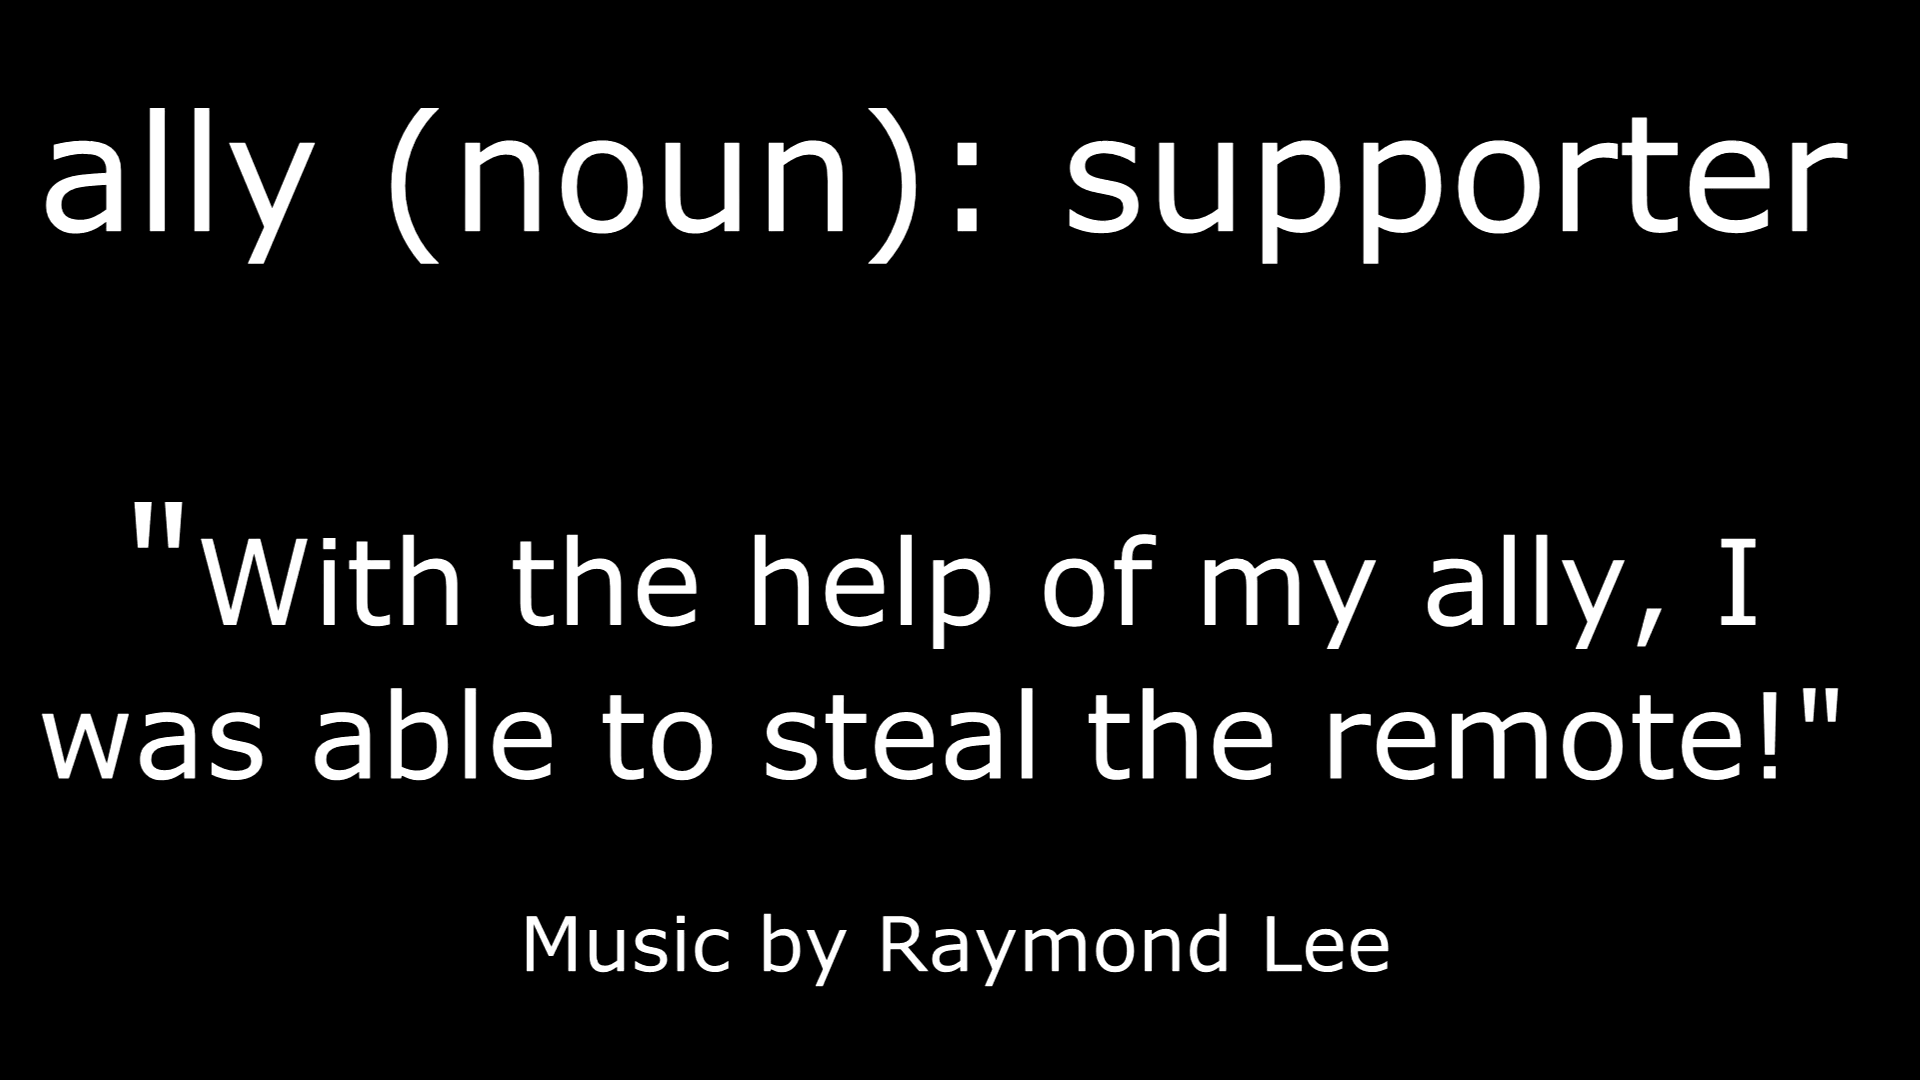 ally (noun): supporter
"With the help of my ally, I
was able to steal the remote!"
Music by Raymond Lee